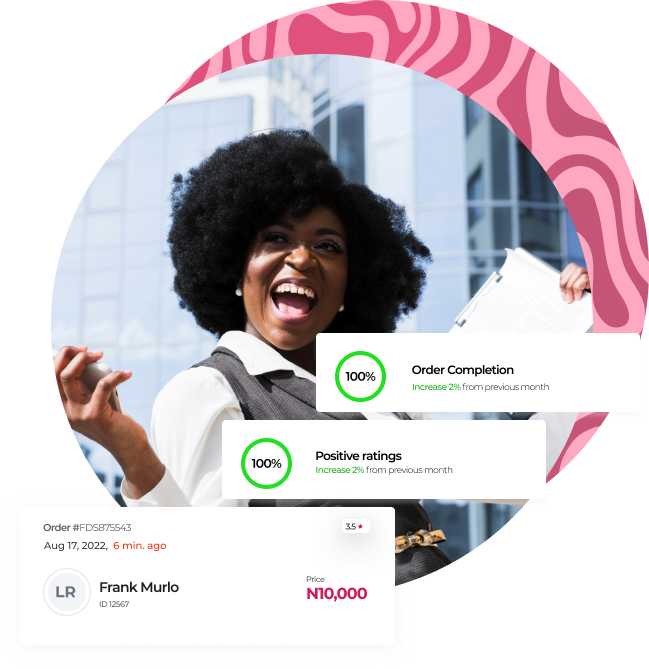 100%
Order Completion
Increase 2% from previous month
100%
Positive ratings
Increase 2% from previous month
Order #FDS875543
3.5 ★
Aug 17, 2022, 6 min. ago
LR
Frank Murlo
ID 12567
Price
N10,000